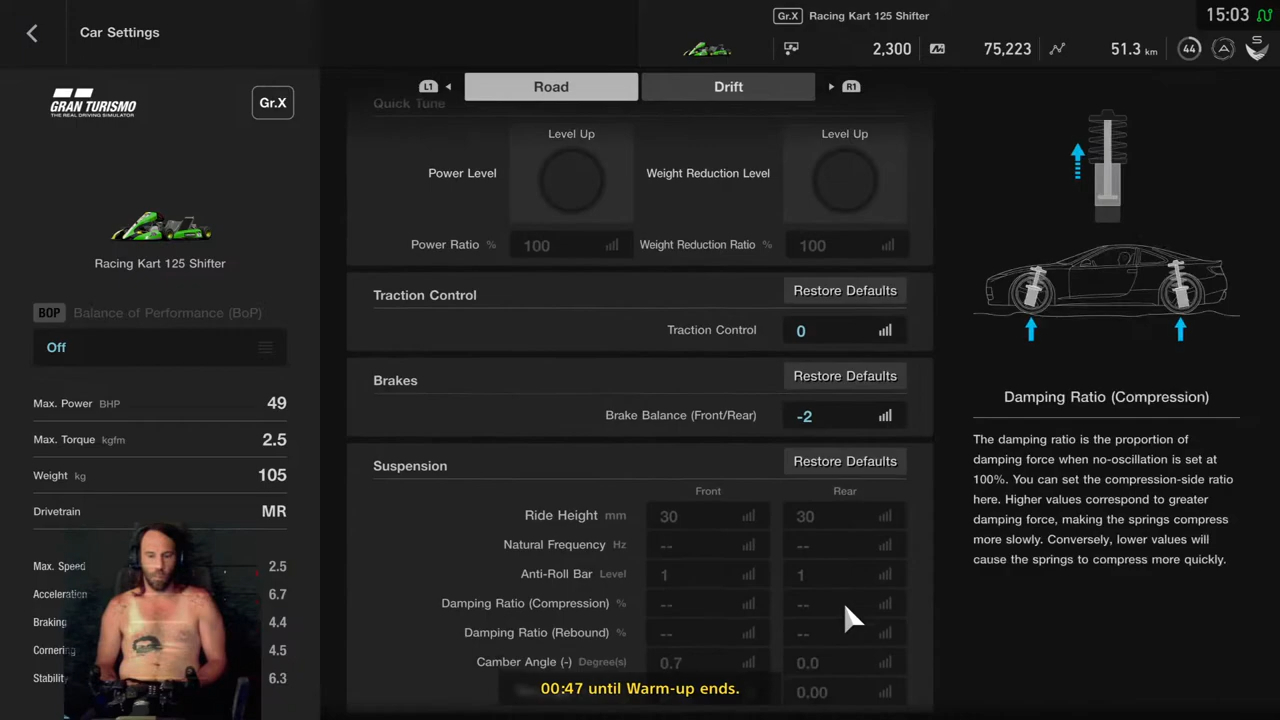 Car Settings
Gr.X Racing Kart 125 Shifter
15:03
2,300
75,223
51.3 km
44
A
S
L1 Road Drift R1
GRAN TURISMO
THE REAL DRIVING SIMULATOR
Gr.X
Racing Kart 125 Shifter
BOP Balance of Performance (BoP)
Off
Max. Power BHP 49
Max. Torque kgfm 2.5
Weight kg 105
Drivetrain MR
Max. Speed 2.5
Acceleration 6.7
Braking 4.4
Cornering 4.5
Stability 6.3
Quick Tune
Level Up Level Up
Power Level Weight Reduction Level
Power Ratio % 100 Weight Reduction Ratio % 100
Traction Control Restore Defaults
Traction Control 0
Brakes Restore Defaults
Brake Balance (Front/Rear) -2
Suspension Restore Defaults
Front Rear
Ride Height mm 30 30
Natural Frequency Hz -- --
Anti-Roll Bar Level 1 1
Damping Ratio (Compression) % -- --
Damping Ratio (Rebound) % -- --
Camber Angle (-) Degree(s) 0.7 0.0
0.00
00:47 until Warm-up ends.
Damping Ratio (Compression)
The damping ratio is the proportion of
damping force when no-oscillation is set at
100%. You can set the compression-side ratio
here. Higher values correspond to greater
damping force, making the springs compress
more slowly. Conversely, lower values will
cause the springs to compress more quickly.